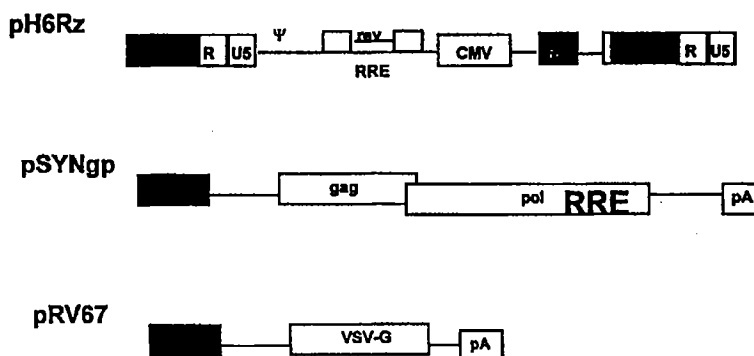 pH6Rz
R U5 Ψ rev RRE CMV R U5
pSYNgp
gag pol RRE pA
pRV67
VSV-G pA